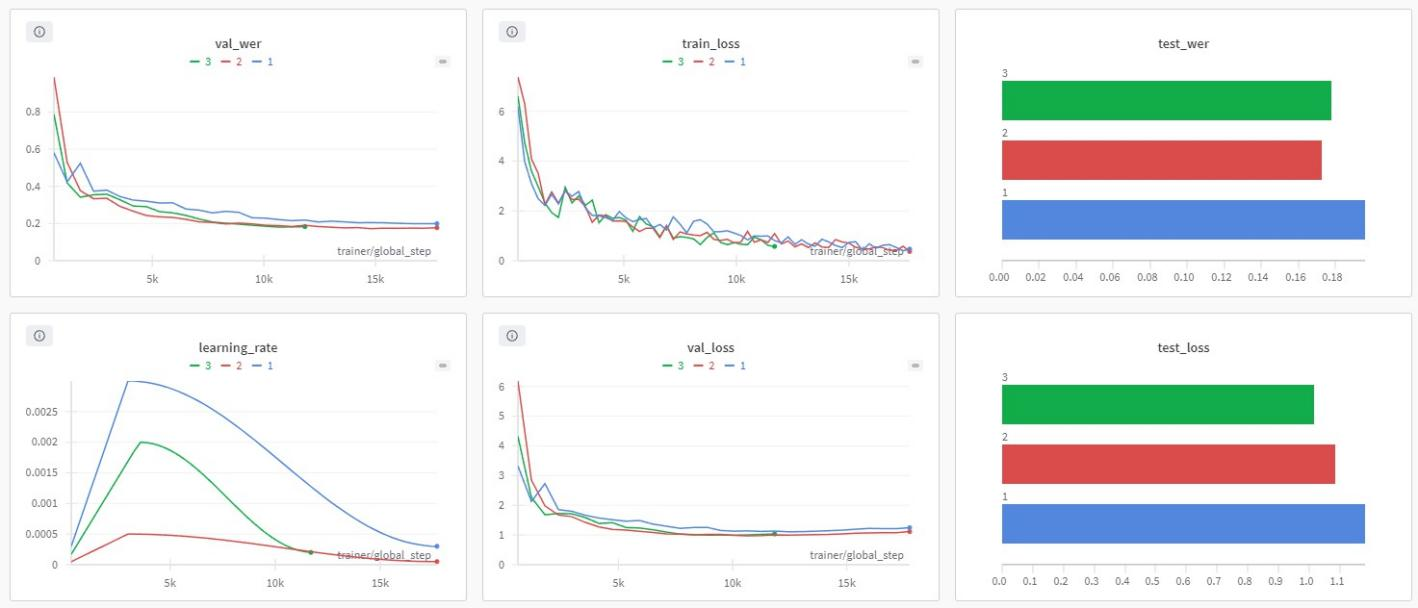 val_wer
3 2 1
0.8
0.6
0.4
0.2
0
trainer/global_step
5k 10k 15k
train_loss
3 2 1
6
4
2
0
trainer/global_step
5k 10k 15k
test_wer
3
2
1
0.00 0.02 0.04 0.06 0.08 0.10 0.12 0.14 0.16 0.18
learning_rate
3 2 1
0.0025
0.002
0.0015
0.001
0.0005
0
trainer/global_step
5k 10k 15k
val_loss
3 2 1
6
5
4
3
2
1
0
trainer/global_step
5k 10k 15k
test_loss
3
2
1
0.0 0.1 0.2 0.3 0.4 0.5 0.6 0.7 0.8 0.9 1.0 1.1